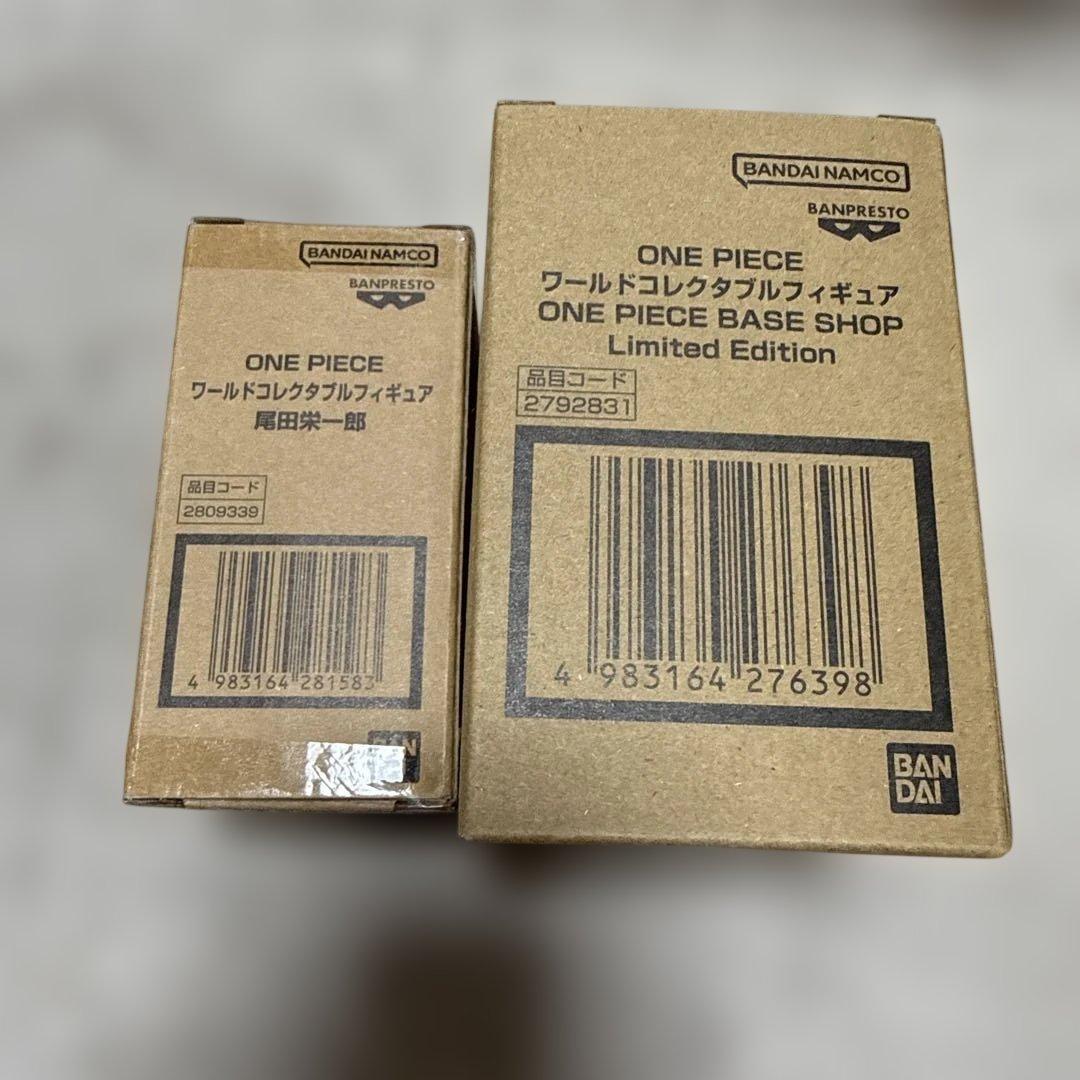 BANDAI NAMCO
BANPRESTO
ONE PIECE
ワールドコレクタブルフィギュア
尾田栄一郎
品目コード
2809339
4 983164 281583
BANDAI NAMCO
BANPRESTO
ONE PIECE
ワールドコレクタブルフィギュア
ONE PIECE BASE SHOP
Limited Edition
品目コード
2792831
4 983164 276398
BAN
DAI